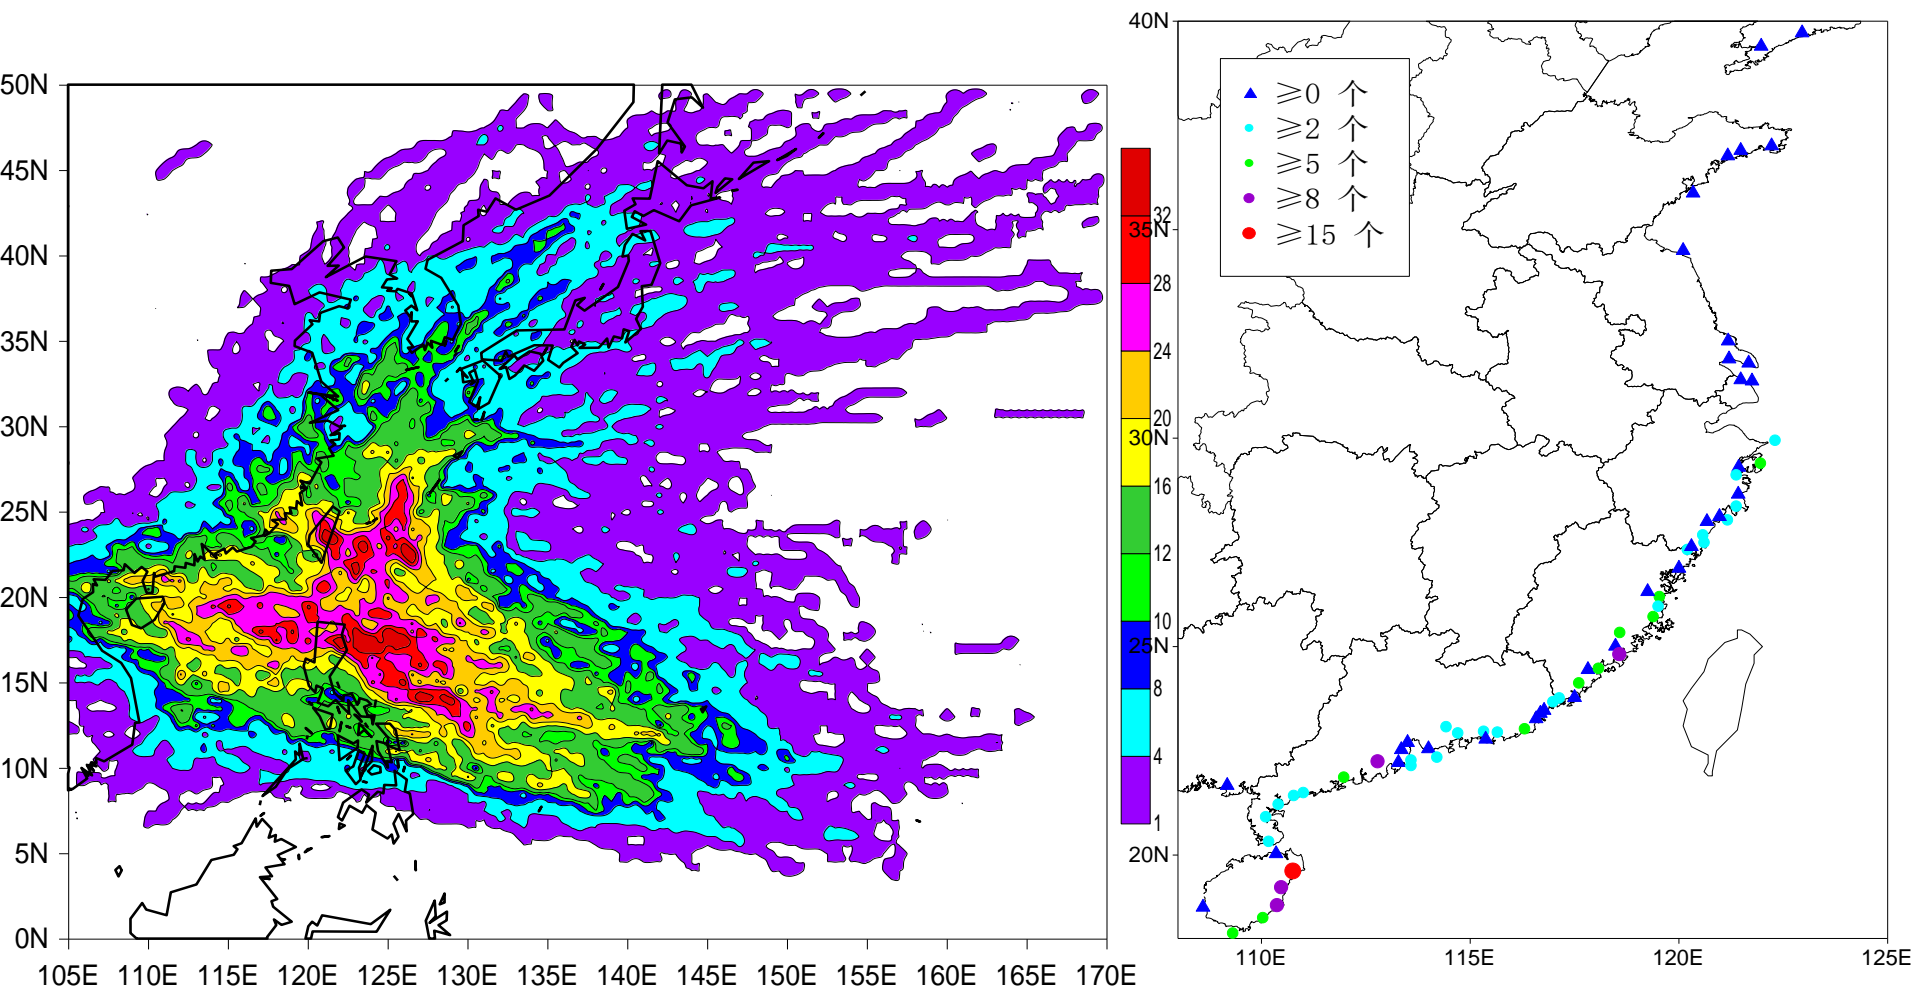 50N
45N
40N
35N
30N
25N
20N
15N
10N
5N
0N
105E 110E 115E 120E 125E 130E 135E 140E 145E 150E 155E 160E 165E 170E
32
28
24
20
16
12
10
8
4
1
40N
35N
30N
25N
20N
110E 115E 120E 125E
≥0 个
≥2 个
≥5 个
≥8 个
≥15 个